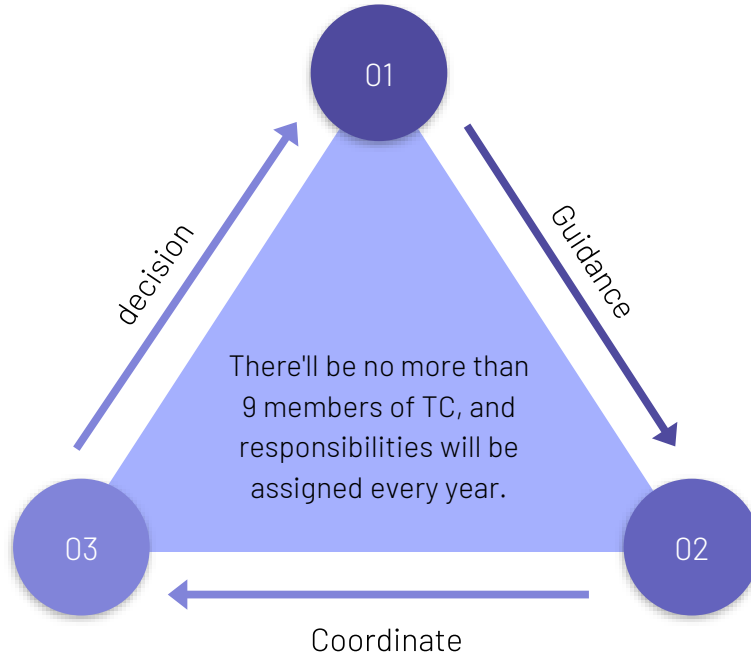 01
decision
Guidance
There'll be no more than
9 members of TC, and
responsibilities will be
assigned every year.
03
02
Coordinate